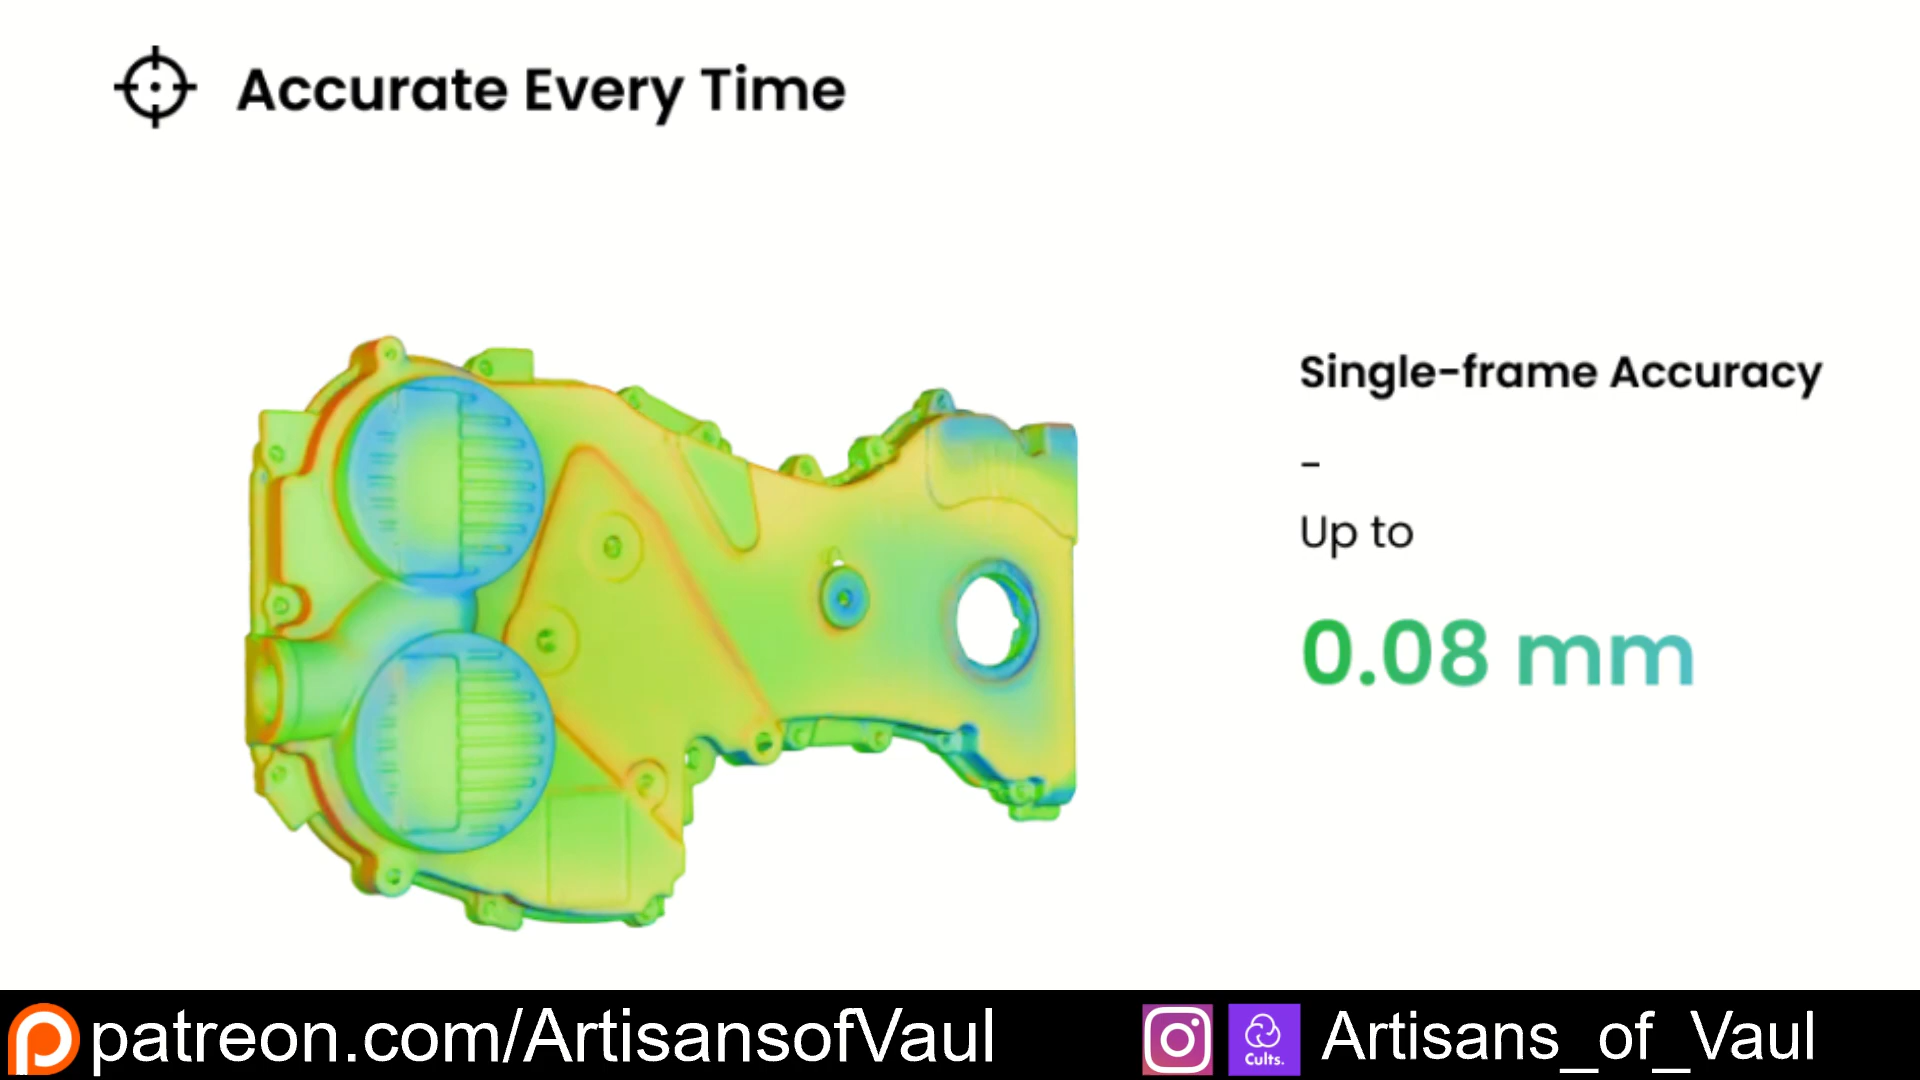 Accurate Every Time
Single-frame Accuracy
-
Up to
0.08 mm
patreon.com/ArtisansofVaul
Cults.
Artisans_of_Vaul